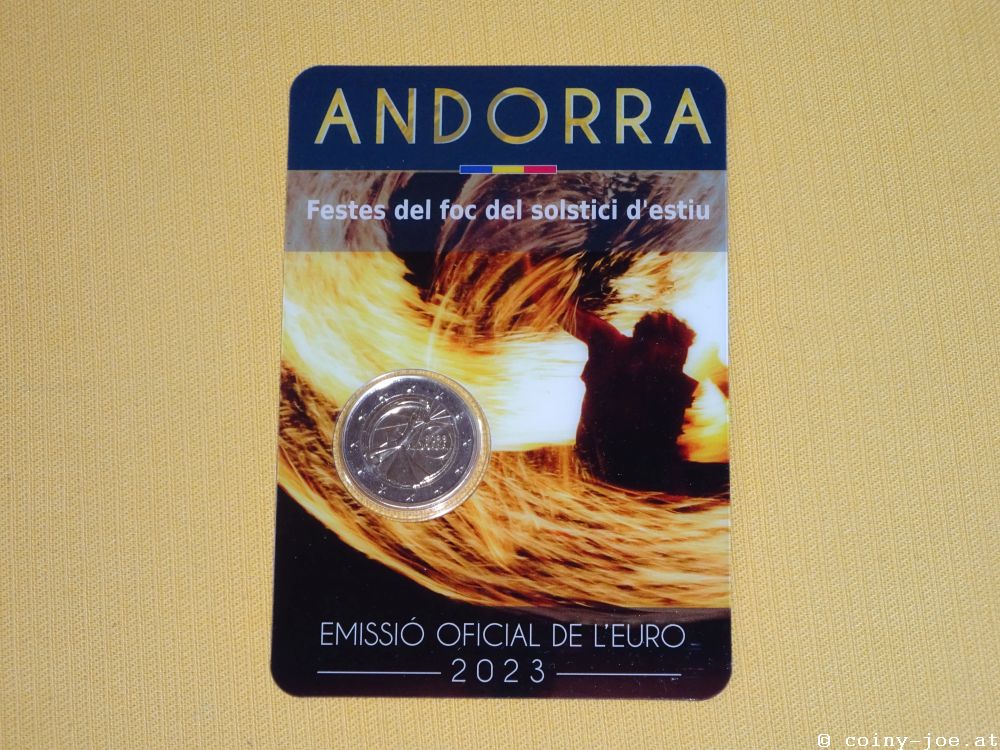 ANDORRA
Festes del foc del solstici d'estiu
EMISSIÓ OFICIAL DE L'EURO
2023
© coiny-joe.at